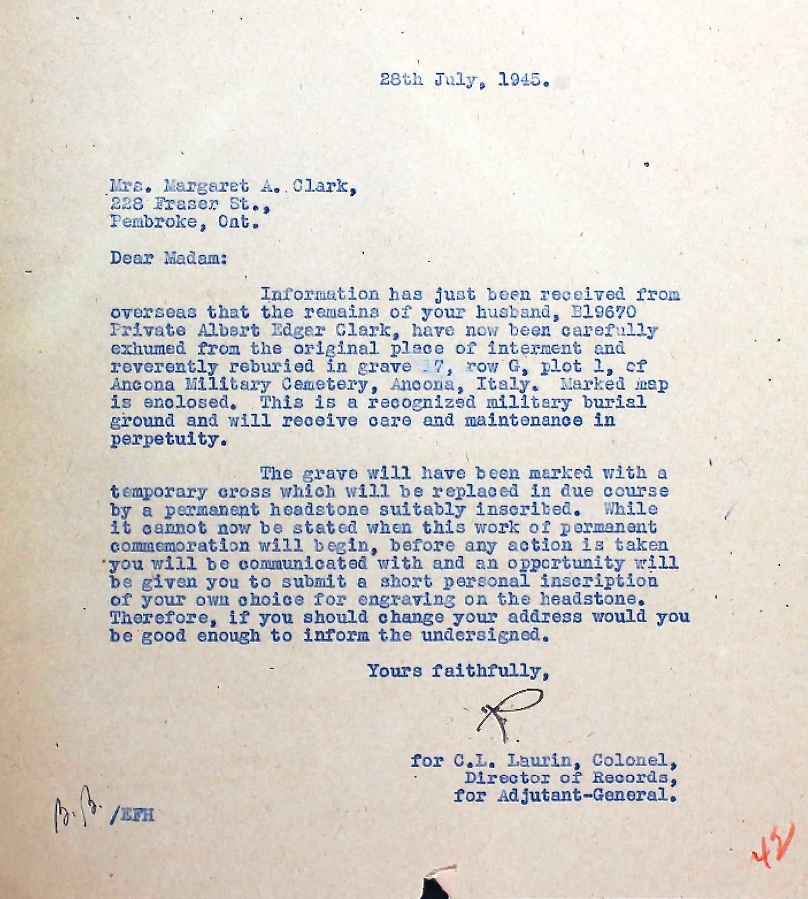 28th July, 1945.
Mrs. Margaret A. Clark,
228 Fraser St.,
Pembroke, Ont.
Dear Madam:
Information has just been received from
overseas that the remains of your husband, B19670
Private Albert Edgar Clark, have now been carefully
exhumed from the original place of interment and
reverently reburied in grave 17, row G, plot 1, of
Ancona Military Cemetery, Ancona, Italy. Marked map
is enclosed. This is a recognized military burial
ground and will receive care and maintenance in
perpetuity.
The grave will have been marked with a
temporary cross which will be replaced in due course
by a permanent headstone suitably inscribed. While
it cannot now be stated when this work of permanent
commemoration will begin, before any action is taken
you will be communicated with and an opportunity will
be given you to submit a short personal inscription
of your own choice for engraving on the headstone.
Therefore, if you should change your address would you
be good enough to inform the undersigned.
Yours faithfully,
for C.L. Laurin, Colonel,
Director of Records,
for Adjutant-General.
B.B. /EFH